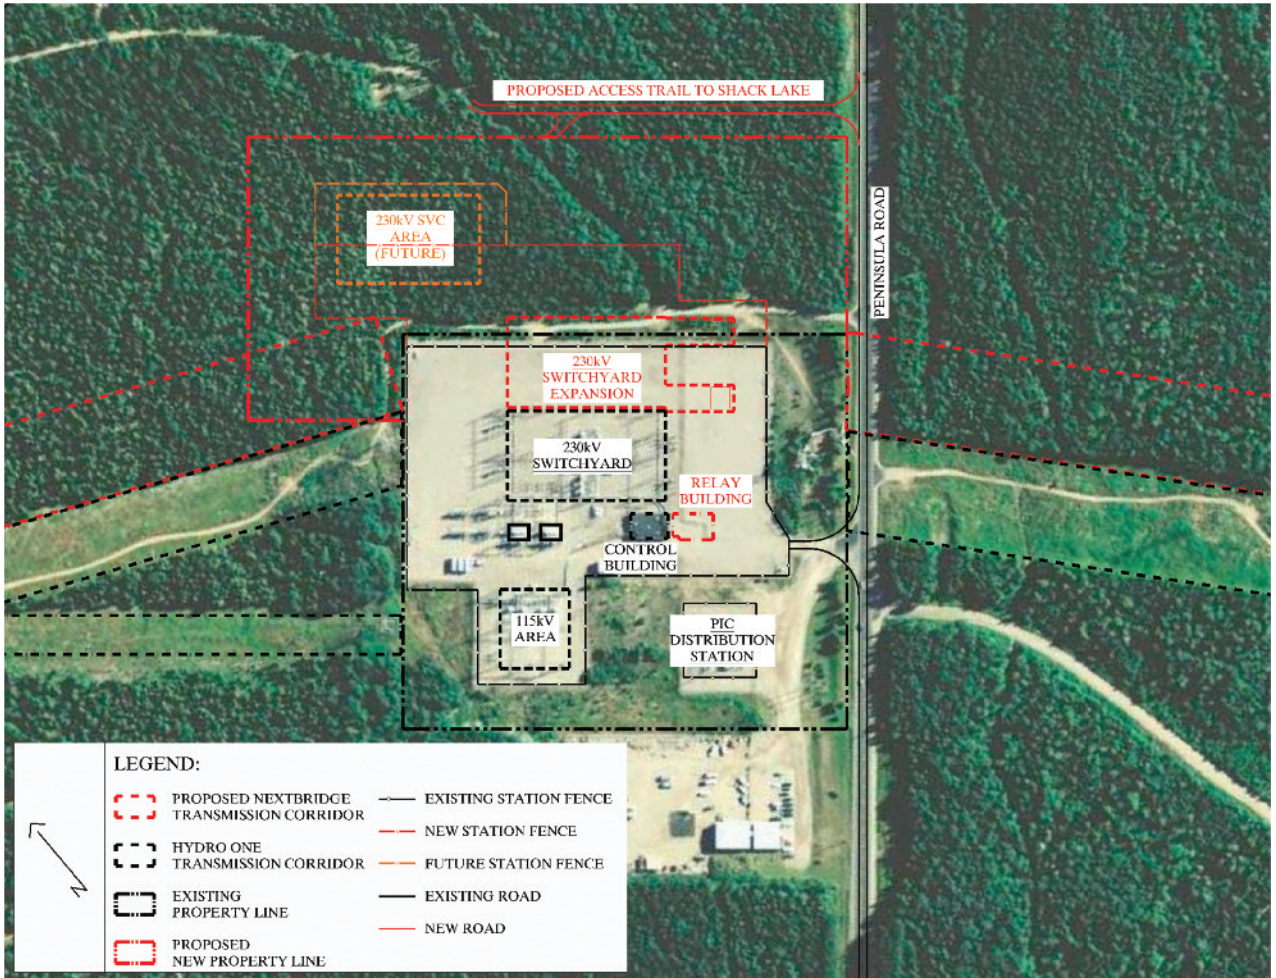 PROPOSED ACCESS TRAIL TO SHACK LAKE
PENINSULA ROAD
230kV SVC
AREA
(FUTURE)
230kV
SWITCHYARD
EXPANSION
230kV
SWITCHYARD
RELAY
BUILDING
CONTROL
BUILDING
115kV
AREA
PIC
DISTRIBUTION
STATION
LEGEND:
PROPOSED NEXTBRIDGE
TRANSMISSION CORRIDOR
HYDRO ONE
TRANSMISSION CORRIDOR
EXISTING
PROPERTY LINE
PROPOSED
NEW PROPERTY LINE
EXISTING STATION FENCE
NEW STATION FENCE
FUTURE STATION FENCE
EXISTING ROAD
NEW ROAD
N